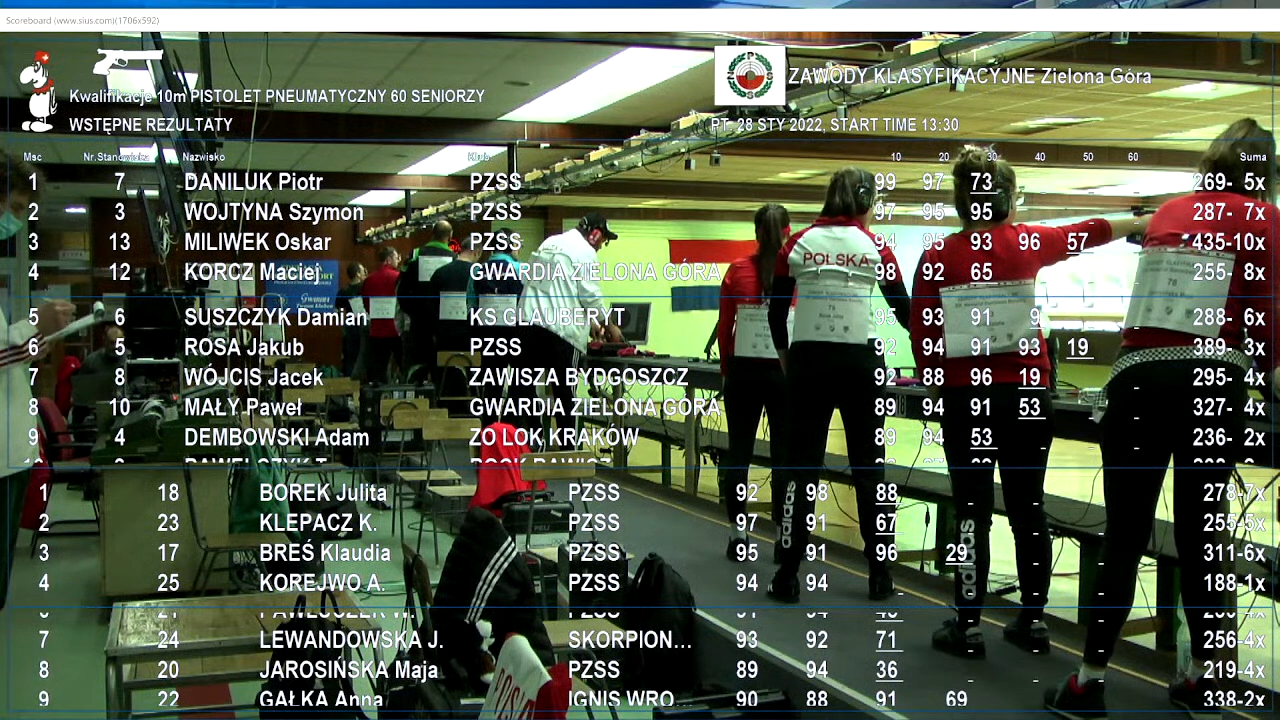 Scoreboard (www.sius.com)(1706x592)
ZAWODY KLASYFIKACYJNE Zielona Góra
Kwalifikacje 10m PISTOLET PNEUMATYCZNY 60 SENIORZY
WSTĘPNE REZULTATY PT. 28 STY 2022, START TIME 13:30
Msc Nr.Stanowiska Nazwisko Klub 10 20 30 40 50 60 Suma
1 7 DANILUK Piotr PZSS 99 97 73 _ _ _ 269- 5x
2 3 WOJTYNA Szymon PZSS 97 95 95 _ _ _ 287- 7x
3 13 MILIWEK Oskar PZSS 94 95 93 96 57 _ 435-10x
4 12 KORCZ Maciej GWARDIA ZIELONA GÓRA 98 92 65 _ _ _ 255- 8x
5 6 SUSZCZYK Damian KS GLAUBERYT 95 93 91 9 _ _ 288- 6x
6 5 ROSA Jakub PZSS 92 94 91 93 19 _ 389- 3x
7 8 WÓJCIS Jacek ZAWISZA BYDGOSZCZ 92 88 96 19 _ _ 295- 4x
8 10 MAŁY Paweł GWARDIA ZIELONA GÓRA 89 94 91 53 _ _ 327- 4x
9 4 DEMBOWSKI Adam ZO LOK KRAKÓW 89 94 53 _ _ _ 236- 2x
1 18 BOREK Julita PZSS 92 98 88 _ _ _ 278-7x
2 23 KLEPACZ K. PZSS 97 91 67 _ _ _ 255-5x
3 17 BREŚ Klaudia PZSS 95 91 96 29 _ _ 311-6x
4 25 KOREJWO A. PZSS 94 94 _ _ _ _ 188-1x
7 24 LEWANDOWSKA J. SKORPION... 93 92 71 _ _ _ 256-4x
8 20 JAROSIŃSKA Maja PZSS 89 94 36 _ _ _ 219-4x
9 22 GAŁKA Anna IGNIS WRO... 90 88 91 69 _ _ 338-2x
POLSKA
adidas
adidas